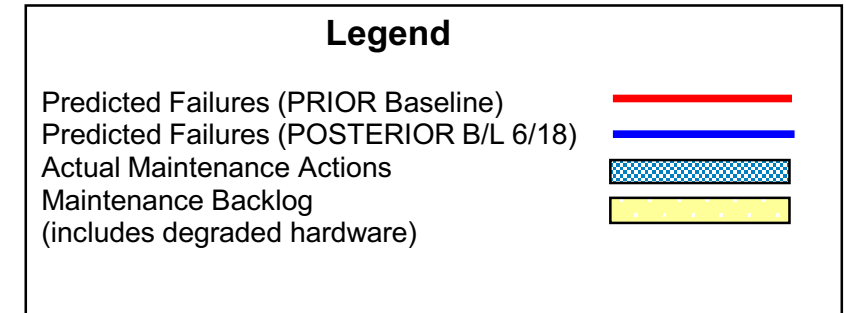 Legend
Predicted Failures (PRIOR Baseline)
Predicted Failures (POSTERIOR B/L 6/18)
Actual Maintenance Actions
Maintenance Backlog
(includes degraded hardware)